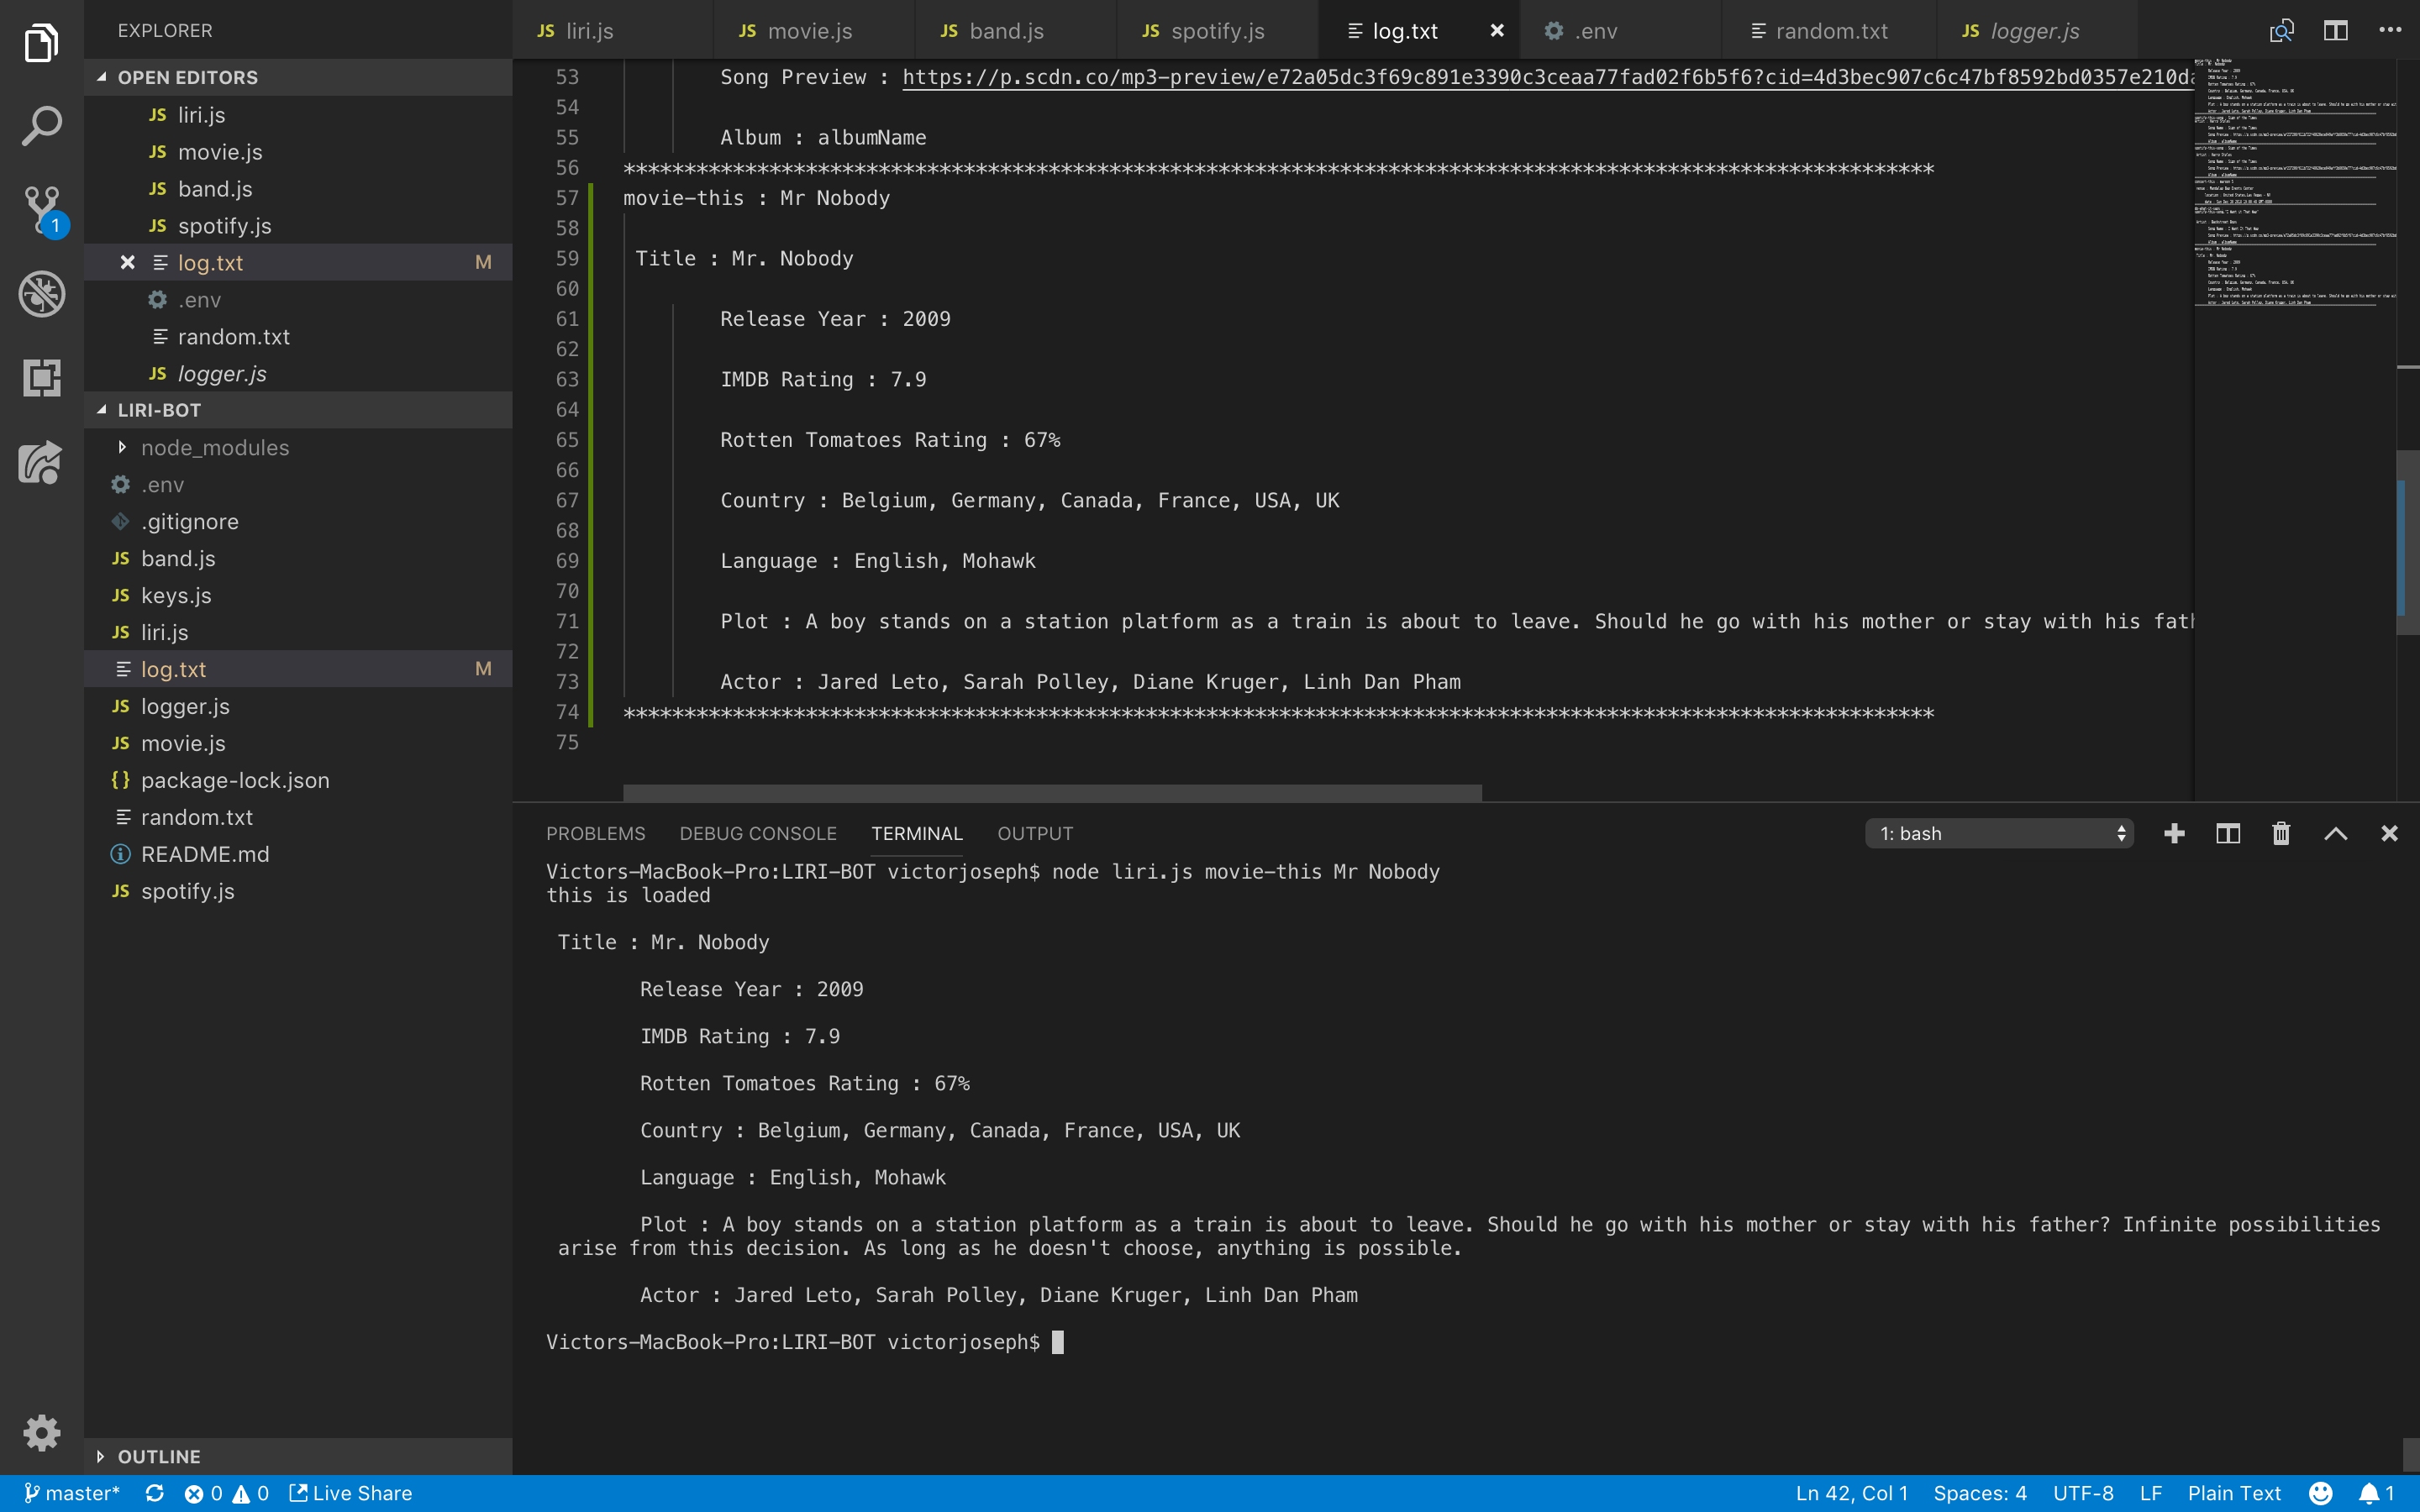 EXPLORER
OPEN EDITORS
JS liri.js
JS movie.js
JS band.js
JS spotify.js
log.txt M
.env
random.txt
JS logger.js
LIRI-BOT
node_modules
.env
.gitignore
JS band.js
JS keys.js
JS liri.js
log.txt M
JS logger.js
JS movie.js
{} package-lock.json
random.txt
README.md
JS spotify.js
OUTLINE
1
JS liri.js JS movie.js JS band.js JS spotify.js log.txt .env random.txt JS logger.js
53 Song Preview : https://p.scdn.co/mp3-preview/e72a05dc3f69c891e3390c3ceaa77fad02f6b5f6?cid=4d3bec907c6c47bf8592bd0357e210da
54
55 Album : albumName
56 ************************************************************************************************************
57 movie-this : Mr Nobody
58
59 Title : Mr. Nobody
60
61 Release Year : 2009
62
63 IMDB Rating : 7.9
64
65 Rotten Tomatoes Rating : 67%
66
67 Country : Belgium, Germany, Canada, France, USA, UK
68
69 Language : English, Mohawk
70
71 Plot : A boy stands on a station platform as a train is about to leave. Should he go with his mother or stay with his fath
72
73 Actor : Jared Leto, Sarah Polley, Diane Kruger, Linh Dan Pham
74 ************************************************************************************************************
75
PROBLEMS DEBUG CONSOLE TERMINAL OUTPUT 1: bash
Victors-MacBook-Pro:LIRI-BOT victorjoseph$ node liri.js movie-this Mr Nobody
this is loaded
Title : Mr. Nobody
Release Year : 2009
IMDB Rating : 7.9
Rotten Tomatoes Rating : 67%
Country : Belgium, Germany, Canada, France, USA, UK
Language : English, Mohawk
Plot : A boy stands on a station platform as a train is about to leave. Should he go with his mother or stay with his father? Infinite possibilities
arise from this decision. As long as he doesn't choose, anything is possible.
Actor : Jared Leto, Sarah Polley, Diane Kruger, Linh Dan Pham
Victors-MacBook-Pro:LIRI-BOT victorjoseph$
master* 0 0 Live Share Ln 42, Col 1 Spaces: 4 UTF-8 LF Plain Text 1